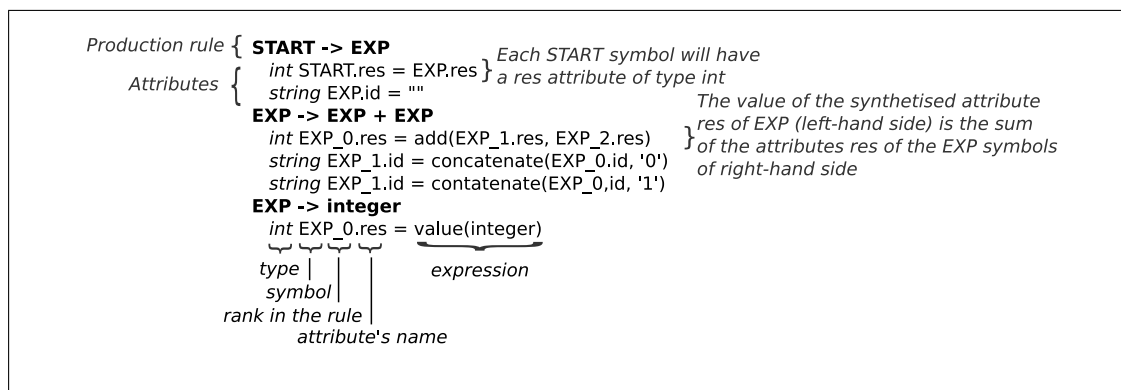 Production rule { START -> EXP
Attributes { int START.res = EXP.res } Each START symbol will have
a res attribute of type int
string EXP.id = ""
EXP -> EXP + EXP
int EXP_0.res = add(EXP_1.res, EXP_2.res)
string EXP_1.id = concatenate(EXP_0.id, '0')
string EXP_1.id = contatenate(EXP_0,id, '1')
The value of the synthetised attribute
res of EXP (left-hand side) is the sum
of the attributes res of the EXP symbols
of right-hand side
EXP -> integer
int EXP_0.res = value(integer)
type
symbol
rank in the rule
attribute's name
expression